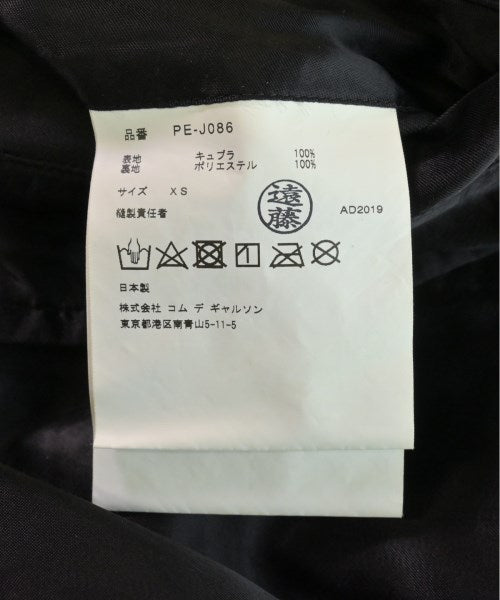 品番 PE-J086
表地 キュプラ 100%
裏地 ポリエステル 100%
サイズ XS
縫製責任者 遠藤 AD2019
日本製
株式会社 コム デ ギャルソン
東京都港区南青山5-11-5